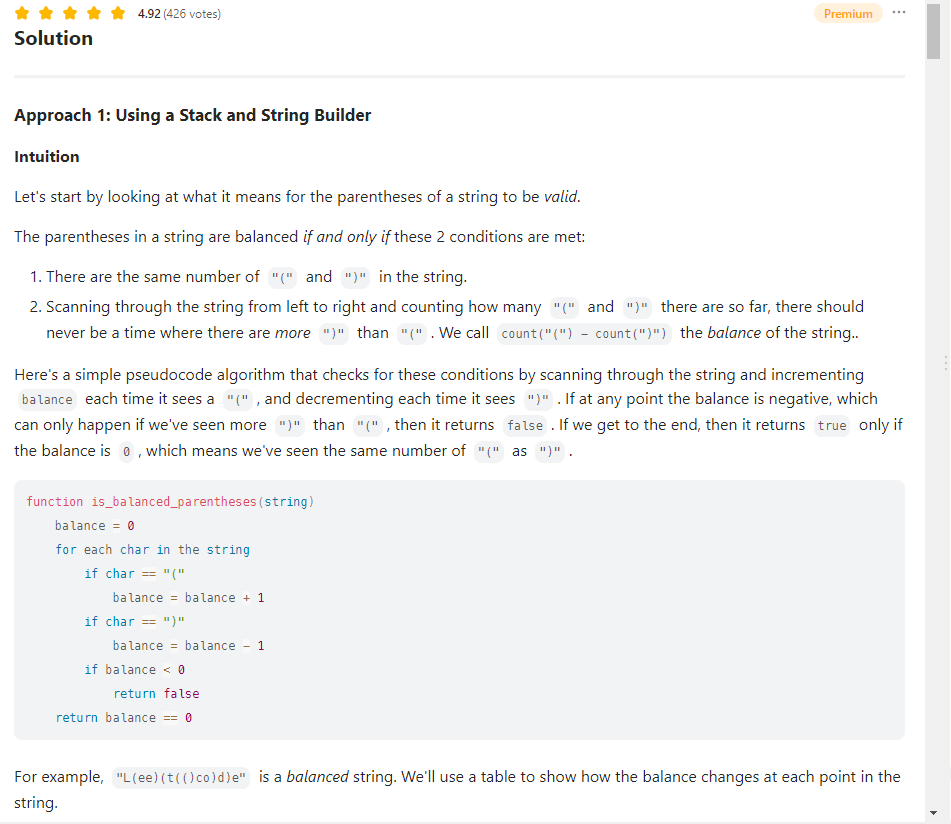 4.92 (426 votes)
Premium
Solution
Approach 1: Using a Stack and String Builder
Intuition
Let's start by looking at what it means for the parentheses of a string to be valid.
The parentheses in a string are balanced if and only if these 2 conditions are met:
1. There are the same number of "(" and ")" in the string.
2. Scanning through the string from left to right and counting how many "(" and ")" there are so far, there should
never be a time where there are more ")" than "(" . We call count("(") - count(")") the balance of the string..
Here's a simple pseudocode algorithm that checks for these conditions by scanning through the string and incrementing
balance each time it sees a "(" , and decrementing each time it sees ")" . If at any point the balance is negative, which
can only happen if we've seen more ")" than "(" , then it returns false . If we get to the end, then it returns true only if
the balance is 0 , which means we've seen the same number of "(" as ")" .
function is_balanced_parentheses(string)
    balance = 0
    for each char in the string
        if char == "("
            balance = balance + 1
        if char == ")"
            balance = balance - 1
        if balance < 0
            return false
    return balance == 0
For example, "L(ee)(t(()co)d)e" is a balanced string. We'll use a table to show how the balance changes at each point in the
string.